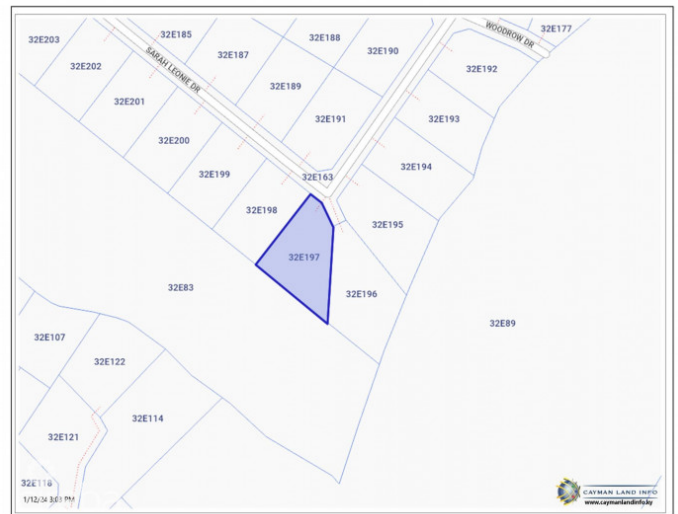 32E203
32E185
32E188
32E177
WOODROW DR
32E187
32E190
32E202
SARAH LEONIE DR
32E192
32E189
32E201
32E191
32E193
32E200
32E194
32E199
32E163
32E198
32E195
32E197
32E83
32E196
32E89
32E107
32E122
32E114
32E121
32E118
1/12/24 3:03 PM
CAYMAN LAND INFO
www.caymanlandinfo.ky